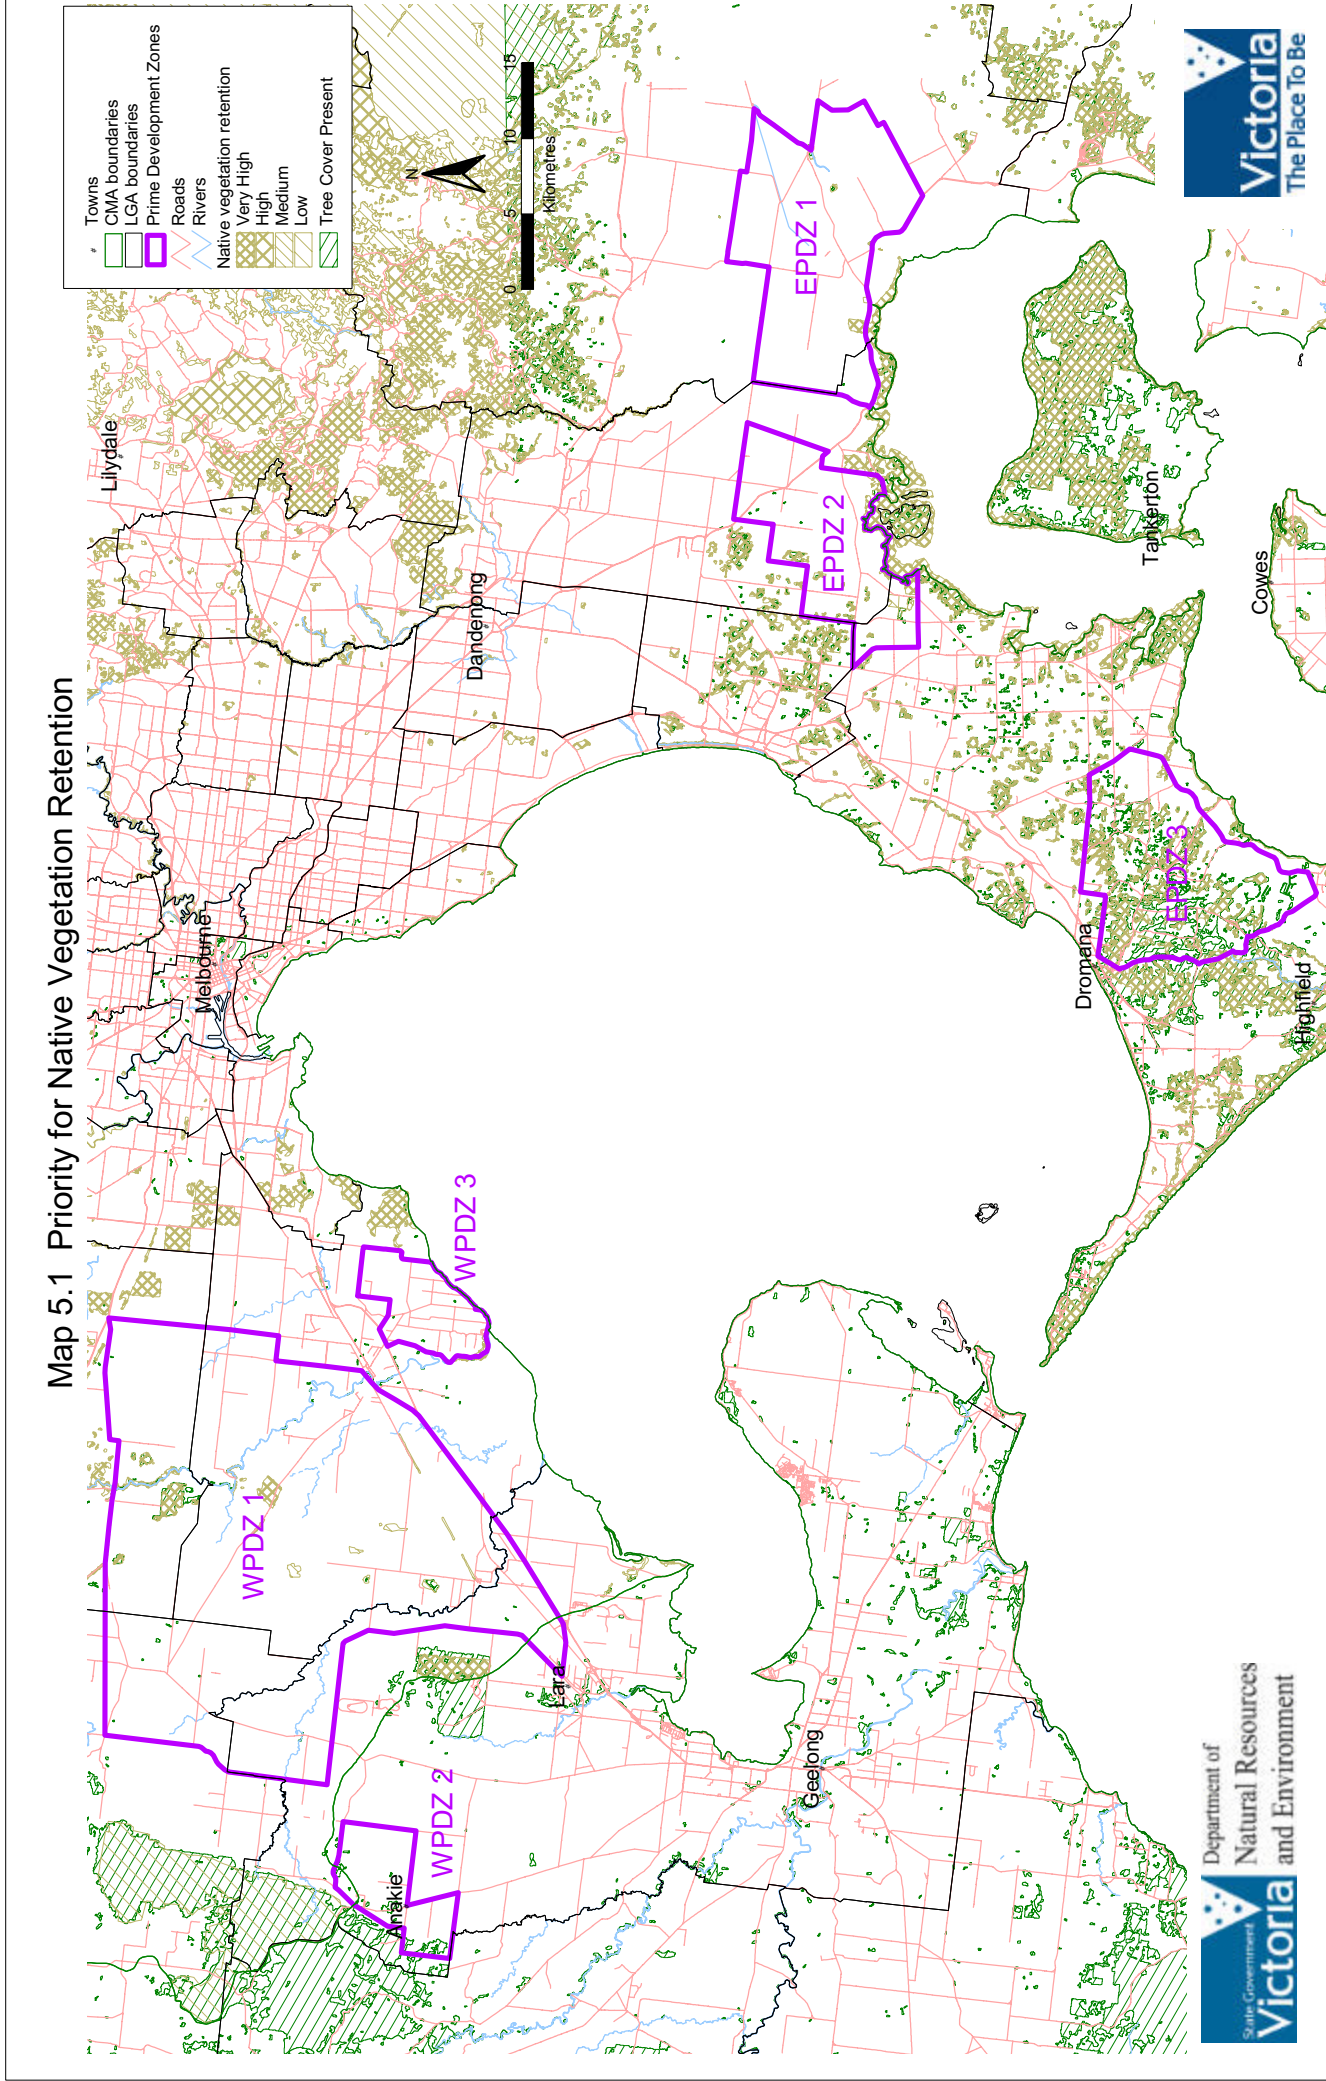 Map 5.1 Priority for Native Vegetation Retention
Towns
CMA boundaries
LGA boundaries
Prime Development Zones
Roads
Rivers
Native vegetation retention
Very High
High
Medium
Low
Tree Cover Present
N
0 5 10 15
Kilometres
Lilydale
Melbourne
Dandenong
WPDZ 1
WPDZ 3
WPDZ 2
Anakie
Lara
Geelong
EPDZ 1
EPDZ 2
EPDZ 3
Dromana
Highfield
Tankerton
Cowes
State Government
Victoria
Department of
Natural Resources
and Environment
Victoria
The Place To Be